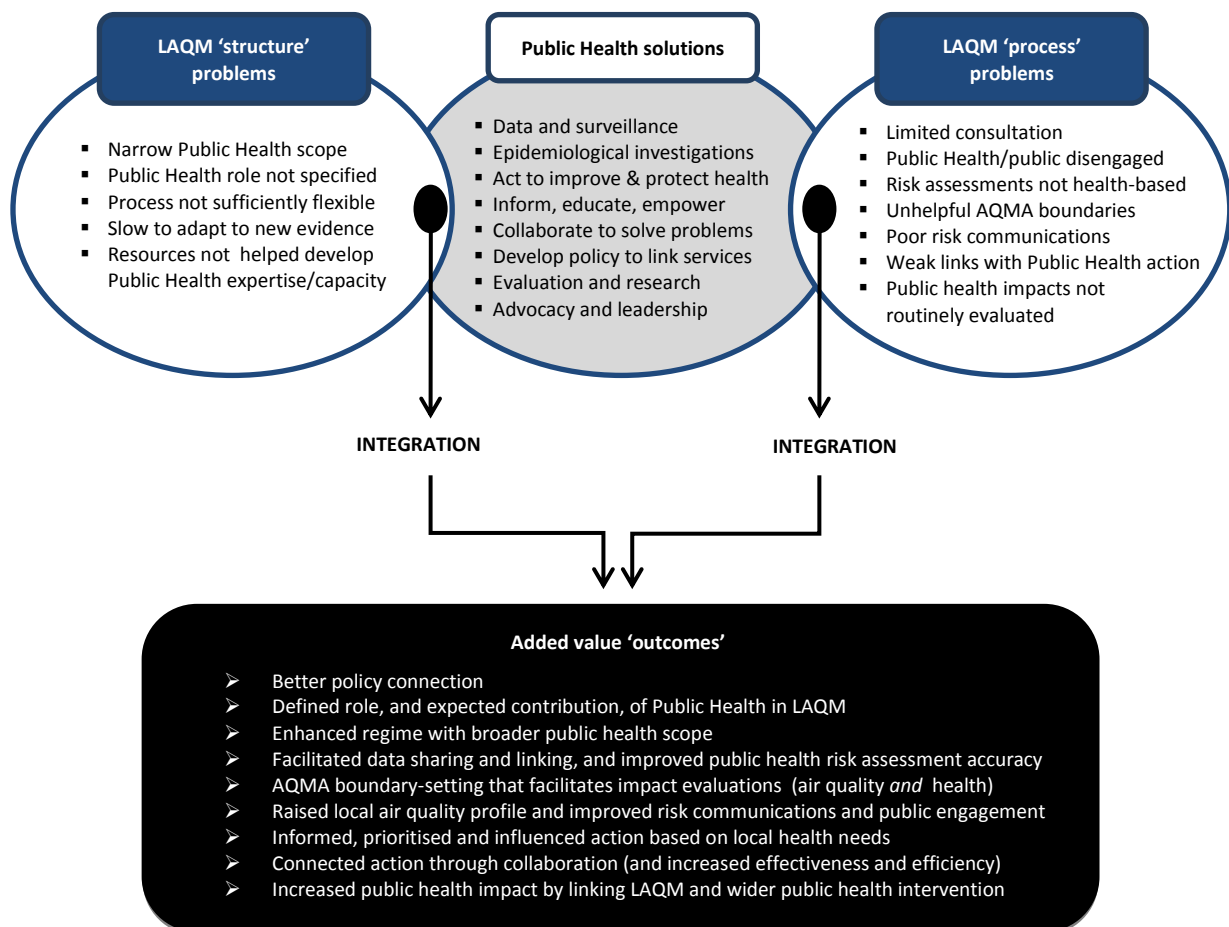 LAQM ‘structure’
problems
▪ Narrow Public Health scope
▪ Public Health role not specified
▪ Process not sufficiently flexible
▪ Slow to adapt to new evidence
▪ Resources not helped develop
Public Health expertise/capacity
Public Health solutions
▪ Data and surveillance
▪ Epidemiological investigations
▪ Act to improve & protect health
▪ Inform, educate, empower
▪ Collaborate to solve problems
▪ Develop policy to link services
▪ Evaluation and research
▪ Advocacy and leadership
LAQM ‘process’
problems
▪ Limited consultation
▪ Public Health/public disengaged
▪ Risk assessments not health-based
▪ Unhelpful AQMA boundaries
▪ Poor risk communications
▪ Weak links with Public Health action
▪ Public health impacts not
routinely evaluated
INTEGRATION
INTEGRATION
Added value ‘outcomes’
➢ Better policy connection
➢ Defined role, and expected contribution, of Public Health in LAQM
➢ Enhanced regime with broader public health scope
➢ Facilitated data sharing and linking, and improved public health risk assessment accuracy
➢ AQMA boundary-setting that facilitates impact evaluations (air quality and health)
➢ Raised local air quality profile and improved risk communications and public engagement
➢ Informed, prioritised and influenced action based on local health needs
➢ Connected action through collaboration (and increased effectiveness and efficiency)
➢ Increased public health impact by linking LAQM and wider public health intervention